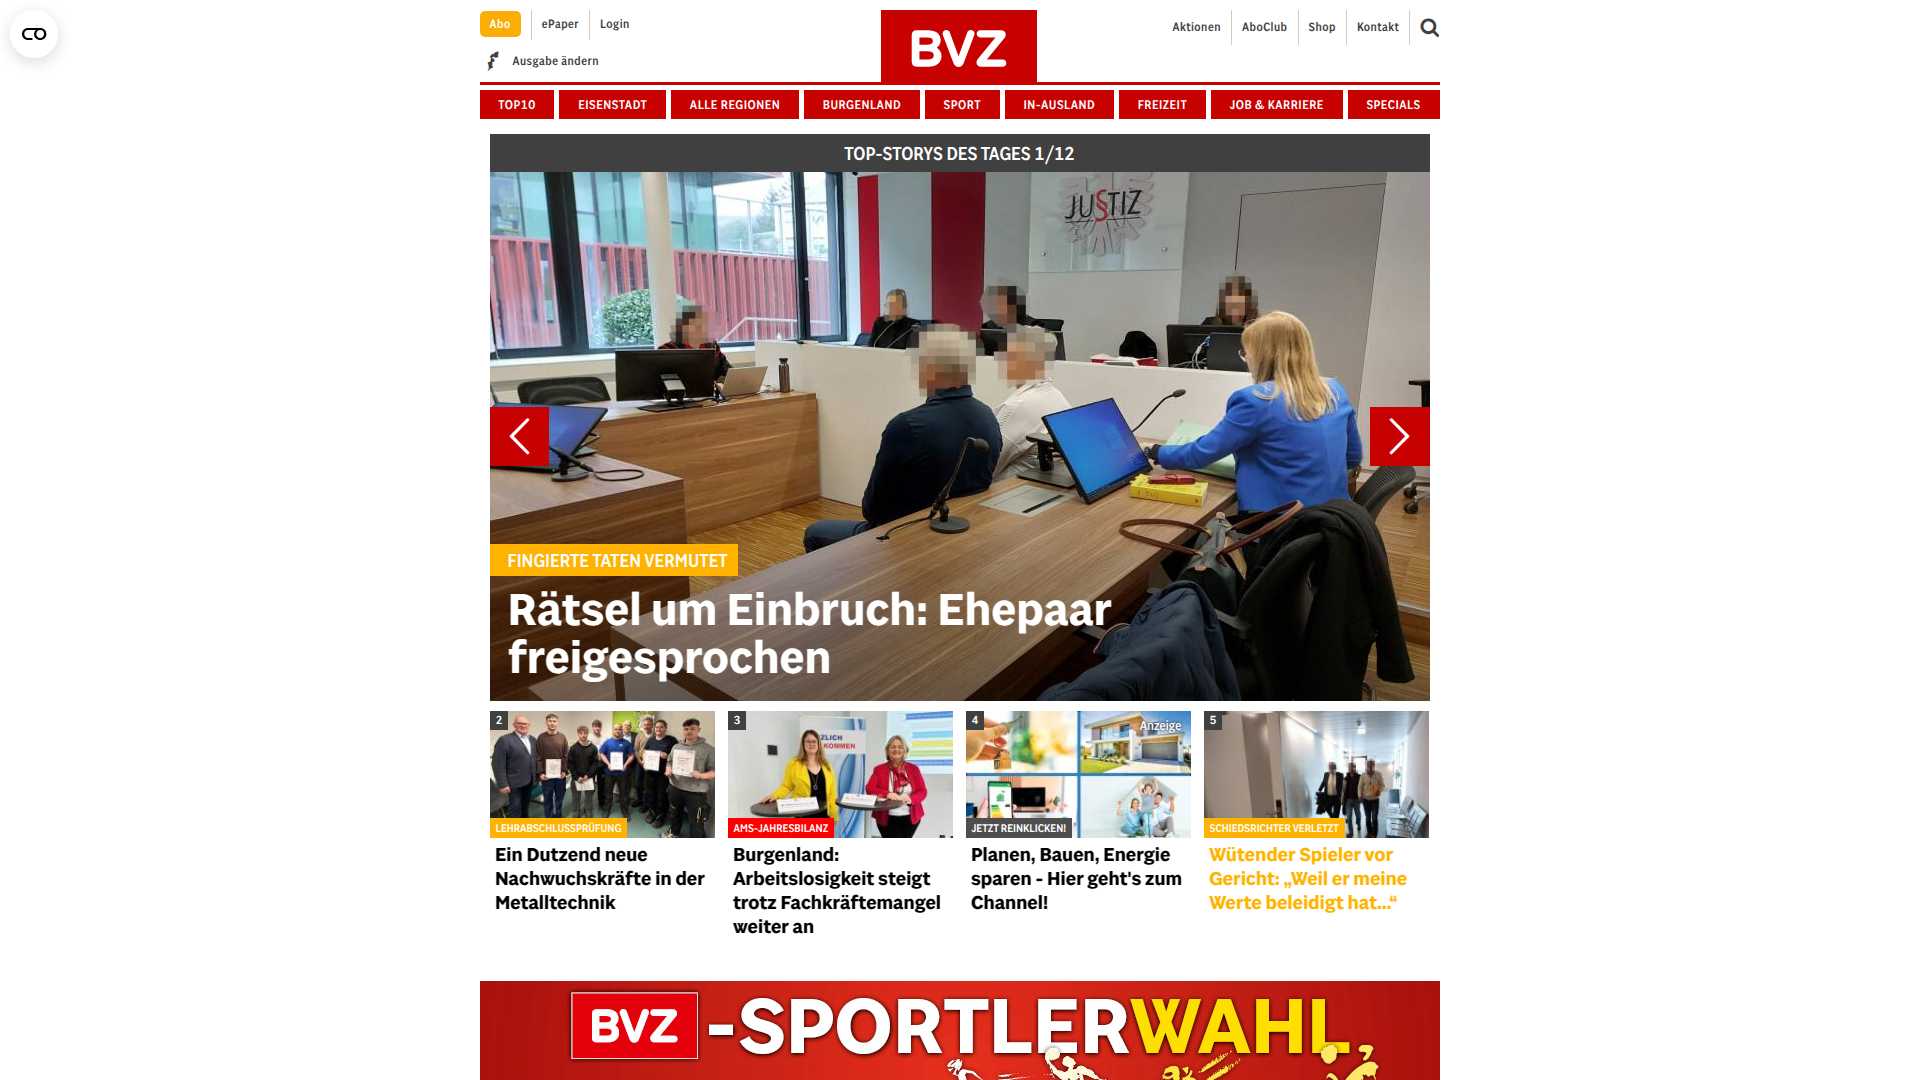 Abo
ePaper
Login
Ausgabe ändern
BVZ
Aktionen
AboClub
Shop
Kontakt
TOP10
EISENSTADT
ALLE REGIONEN
BURGENLAND
SPORT
IN-AUSLAND
FREIZEIT
JOB & KARRIERE
SPECIALS
TOP-STORYS DES TAGES 1/12
JUSTIZ
FINGIERTE TATEN VERMUTET
Rätsel um Einbruch: Ehepaar
freigesprochen
2
LEHRABSCHLUSSPRÜFUNG
Ein Dutzend neue
Nachwuchskräfte in der
Metalltechnik
3
ZLICH
KOMMEN
AMS-JAHRESBILANZ
Burgenland:
Arbeitslosigkeit steigt
trotz Fachkräftemangel
weiter an
4
Anzeige
JETZT REINKLICKEN!
Planen, Bauen, Energie
sparen - Hier geht's zum
Channel!
5
SCHIEDSRICHTER VERLETZT
Wütender Spieler vor
Gericht: „Weil er meine
Werte beleidigt hat...“
BVZ -SPORTLERWAHL